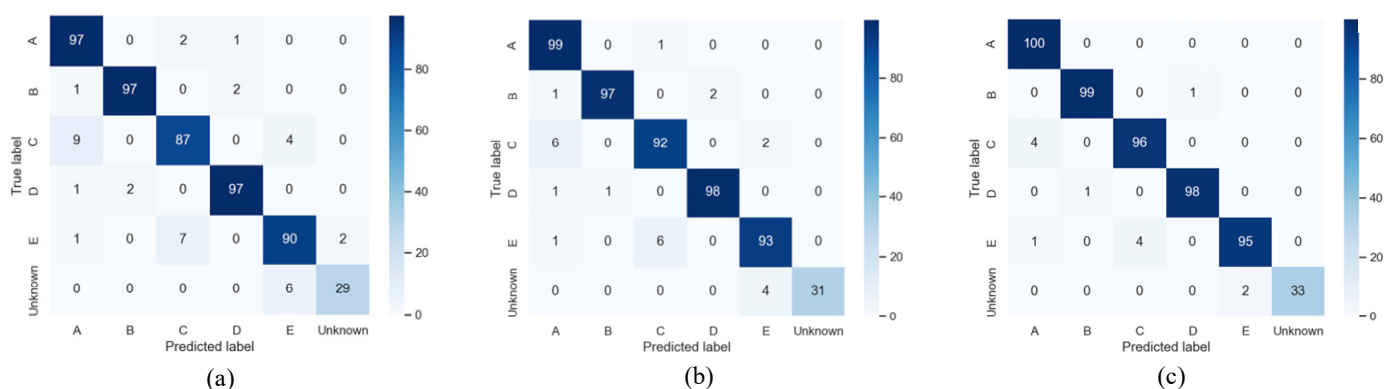 A 97 0 2 1 0 0
B 1 97 0 2 0 0
C 9 0 87 0 4 0
D 1 2 0 97 0 0
E 1 0 7 0 90 2
Unknown 0 0 0 0 6 29
A B C D E Unknown
Predicted label
True label
80
60
40
20
0
(a)
A 99 0 1 0 0 0
B 1 97 0 2 0 0
C 6 0 92 0 2 0
D 1 1 0 98 0 0
E 1 0 6 0 93 0
Unknown 0 0 0 0 4 31
A B C D E Unknown
Predicted label
True label
80
60
40
20
0
(b)
A 100 0 0 0 0 0
B 0 99 0 1 0 0
C 4 0 96 0 0 0
D 0 1 0 98 0 0
E 1 0 4 0 95 0
Unknown 0 0 0 0 2 33
A B C D E Unknown
Predicted label
True label
80
60
40
20
0
(c)